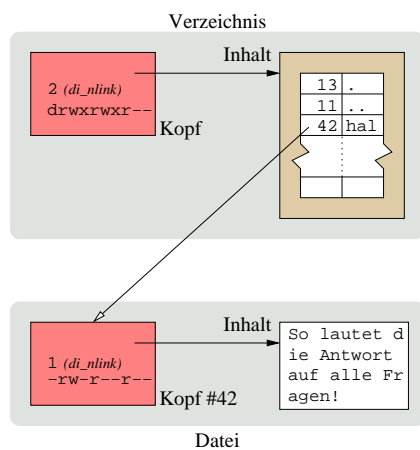 Verzeichnis
Inhalt
2 (di_nlink)
drwxrwxr--
Kopf
13 .
11 ..
42 hal
Inhalt
1 (di_nlink)
-rw-r--r--
Kopf #42
So lautet d
ie Antwort
auf alle Fr
agen!
Datei